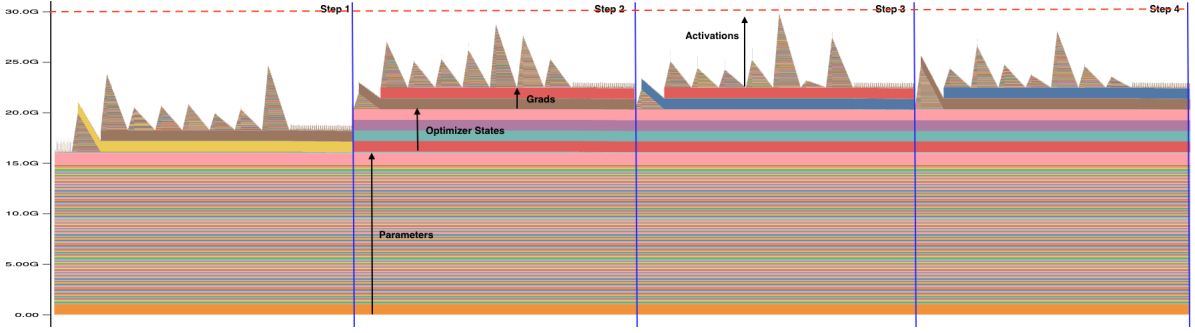 Step 1
Step 2
Step 3
Step 4
30.0G
Activations
25.0G
Grads
20.0G
Optimizer States
15.0G
10.0G
Parameters
5.00G
0.00